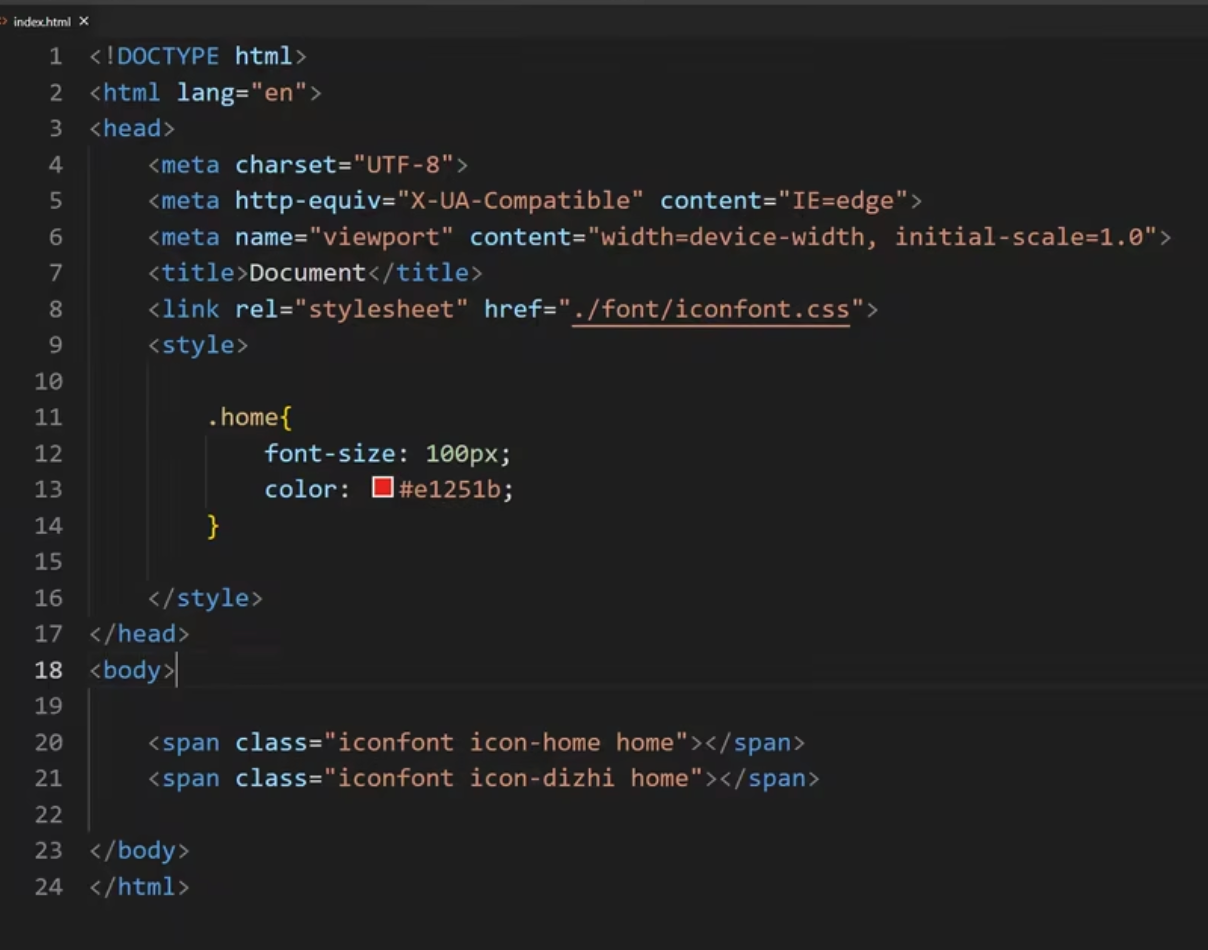 index.html ×
1 <!DOCTYPE html>
2 <html lang="en">
3 <head>
4     <meta charset="UTF-8">
5     <meta http-equiv="X-UA-Compatible" content="IE=edge">
6     <meta name="viewport" content="width=device-width, initial-scale=1.0">
7     <title>Document</title>
8     <link rel="stylesheet" href="./font/iconfont.css">
9     <style>
10
11         .home{
12             font-size: 100px;
13             color: #e1251b;
14         }
15
16     </style>
17 </head>
18 <body>
19
20     <span class="iconfont icon-home home"></span>
21     <span class="iconfont icon-dizhi home"></span>
22
23 </body>
24 </html>